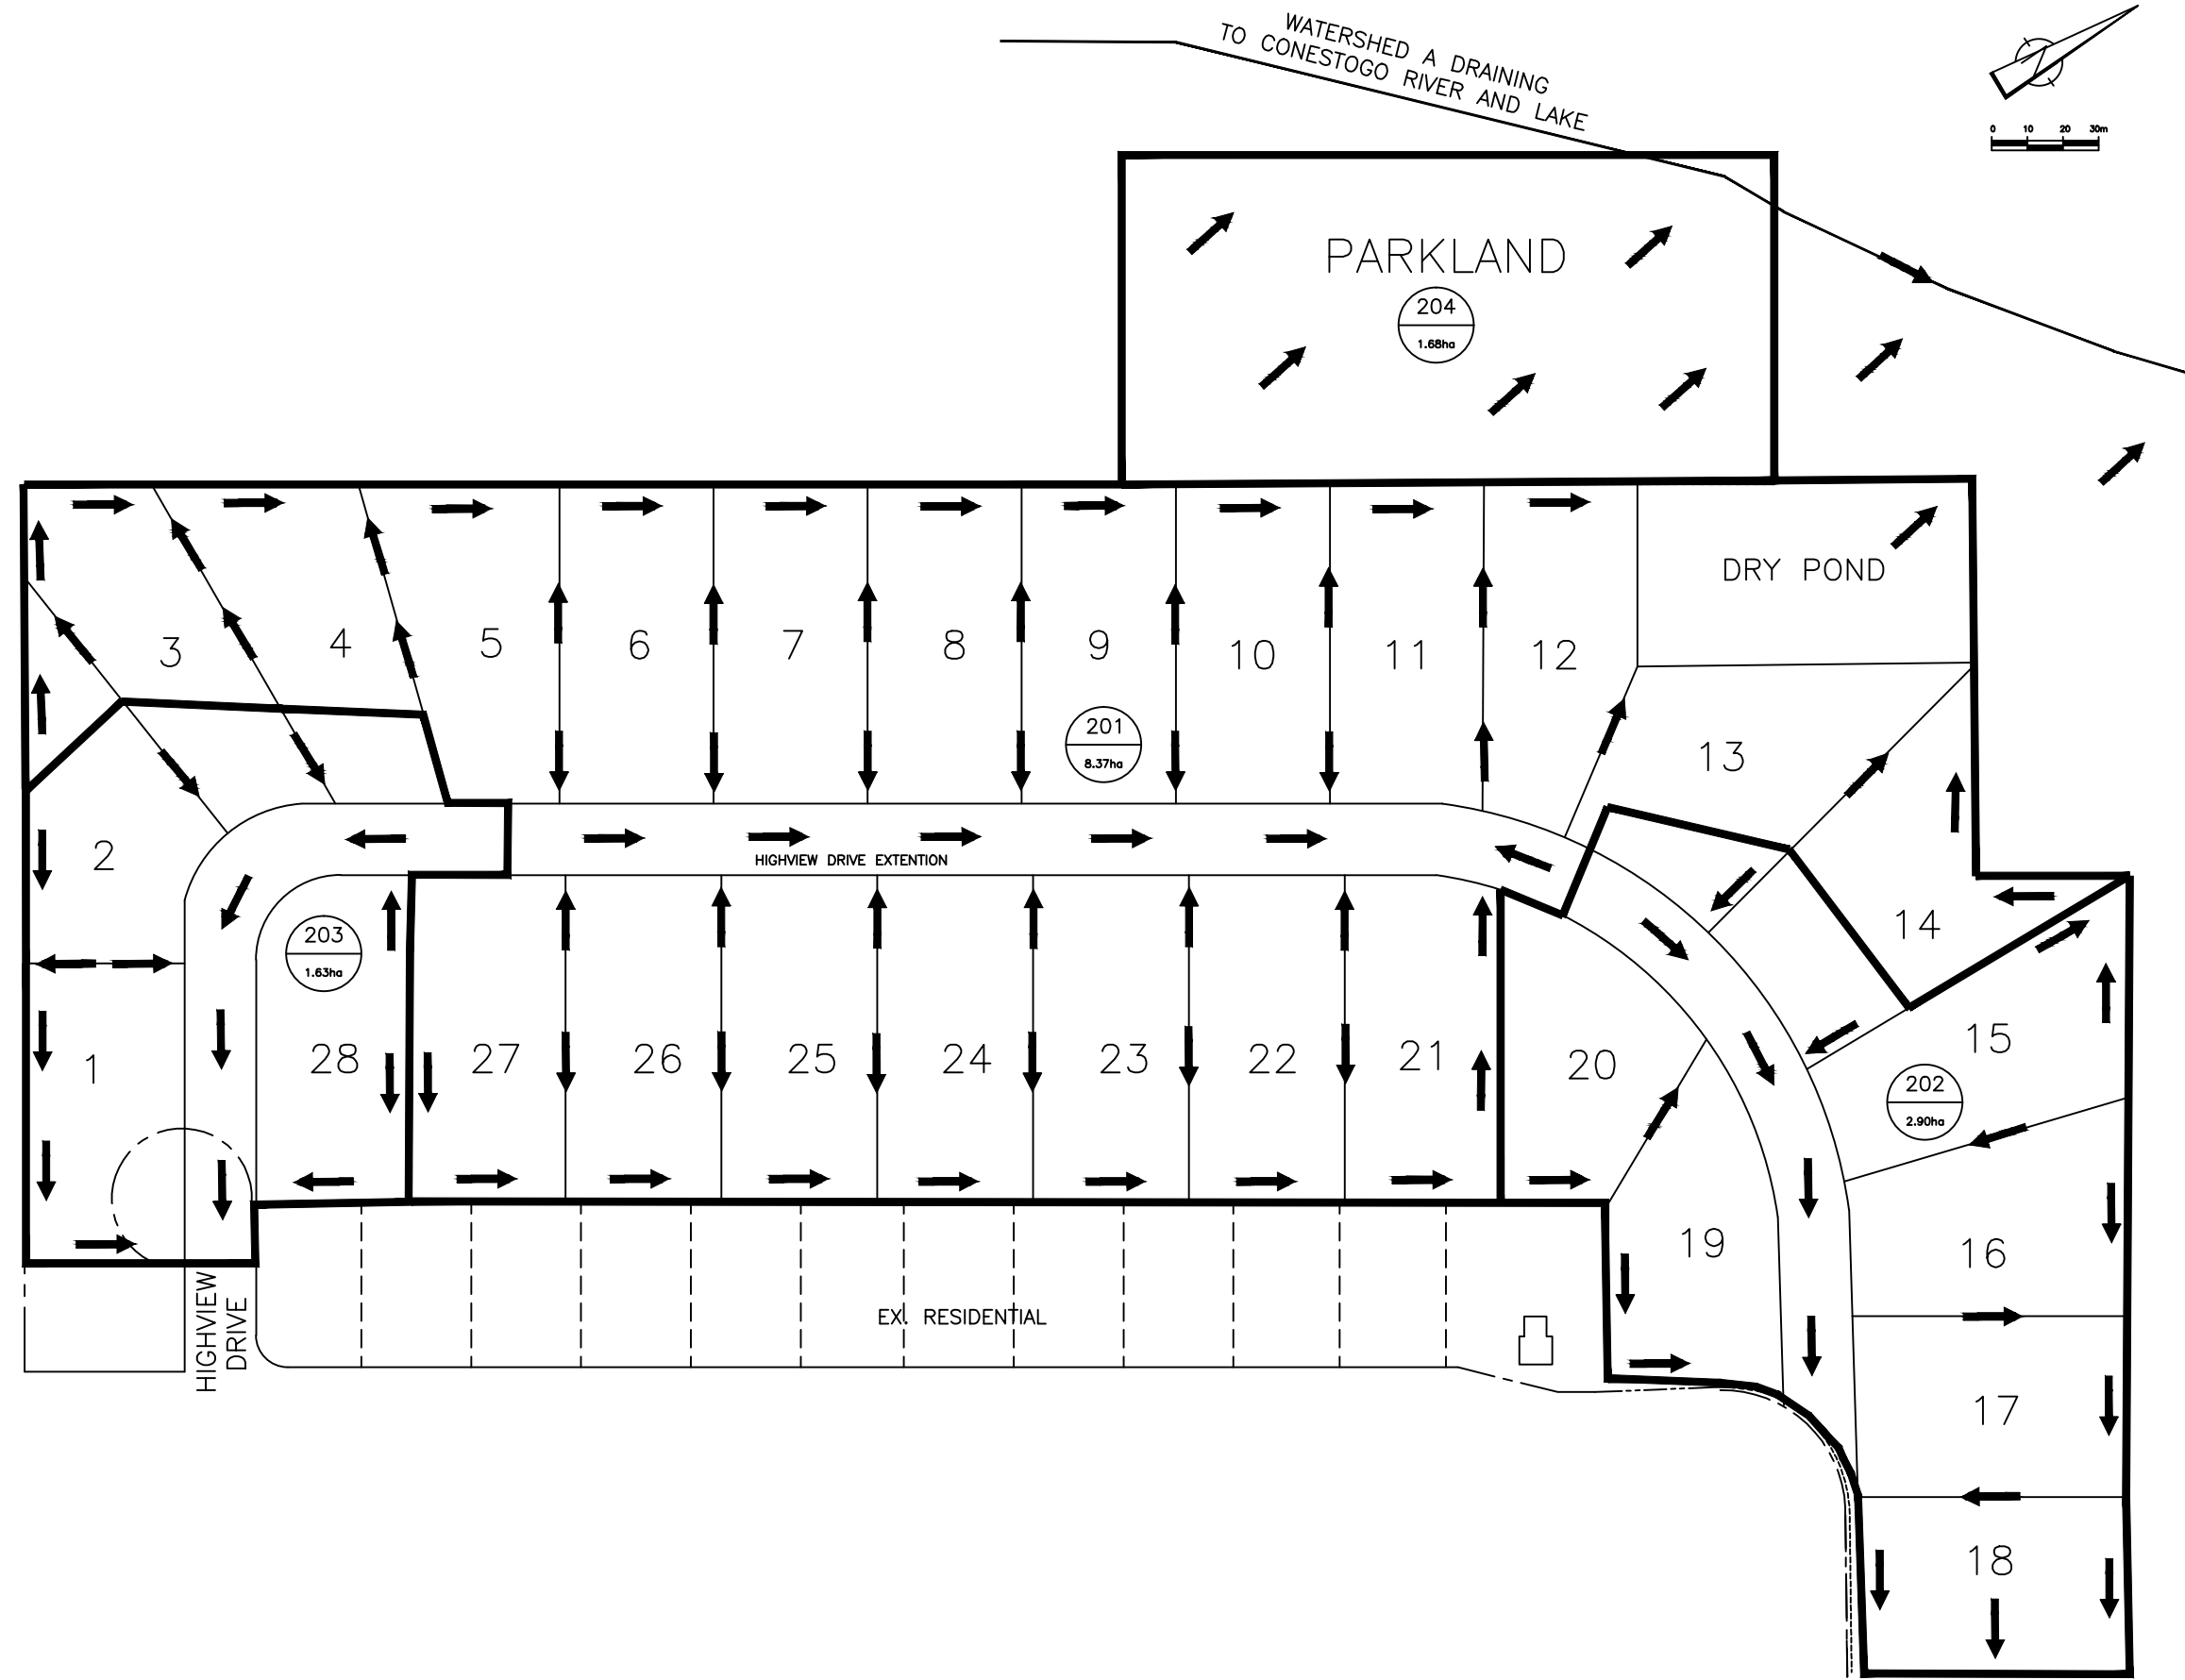 WATERSHED A DRAINING
TO CONESTOGO RIVER AND LAKE
0 10 20 30m
PARKLAND
204
1.68ha
DRY POND
3
4
5
6
7
8
9
10
11
12
13
201
8.37ha
HIGHVIEW DRIVE EXTENTION
2
14
203
1.63ha
1
28
27
26
25
24
23
22
21
20
15
202
2.90ha
19
16
EX. RESIDENTIAL
HIGHVIEW
DRIVE
17
18